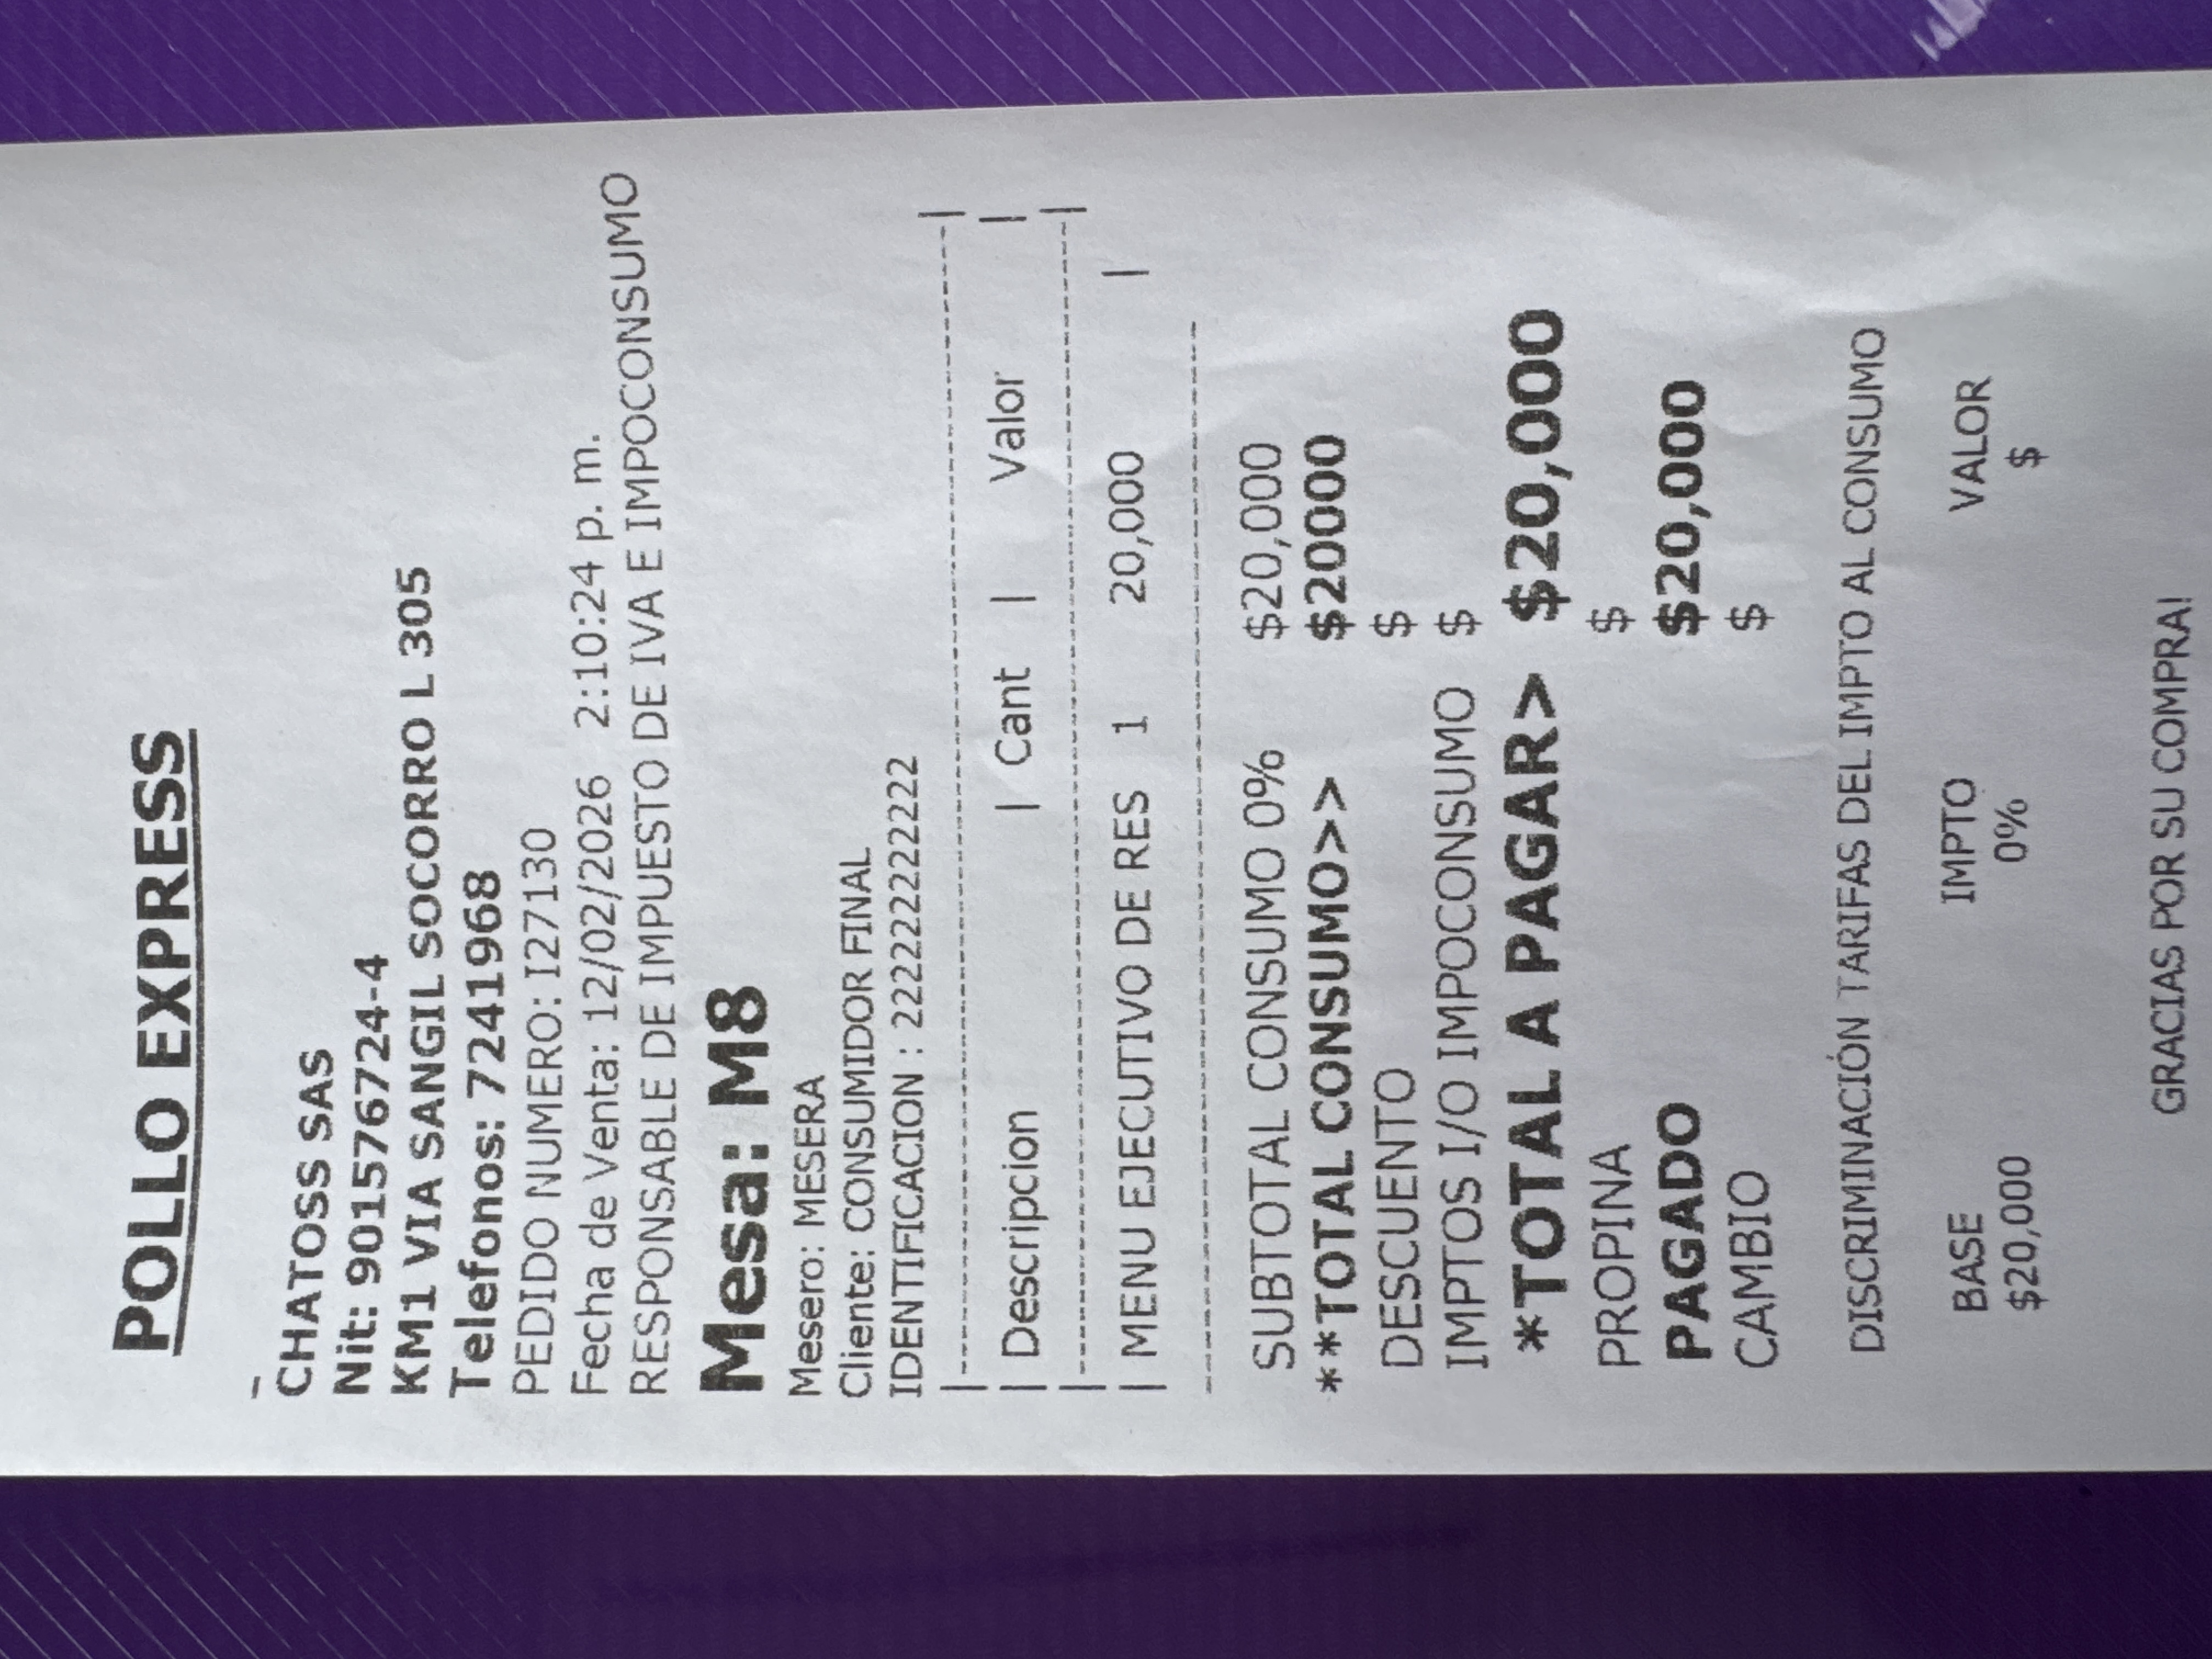 POLLO EXPRESS
-
CHATOSS SAS
Nit: 901576724-4
KM1 VIA SANGIL SOCORRO L 305
Telefonos: 7241968
PEDIDO NUMERO: I27130
Fecha de Venta: 12/02/2026 2:10:24 p. m.
RESPONSABLE DE IMPUESTO DE IVA E IMPOCONSUMO
Mesa: M8
Mesero: MESERA
Cliente: CONSUMIDOR FINAL
IDENTIFICACION : 222222222222
|--------------------------------------------------|
| Descripcion | Cant | Valor |
|--------------------------------------------------|
| MENU EJECUTIVO DE RES 1 20,000 |
--------------------------------------------------
SUBTOTAL CONSUMO 0% $20,000
**TOTAL CONSUMO>> $20000
DESCUENTO $
IMPTOS I/O IMPOCONSUMO $
*TOTAL A PAGAR> $20,000
PROPINA $
PAGADO $20,000
CAMBIO $
DISCRIMINACIÓN TARIFAS DEL IMPTO AL CONSUMO
BASE IMPTO VALOR
$20,000 0% $
GRACIAS POR SU COMPRA!